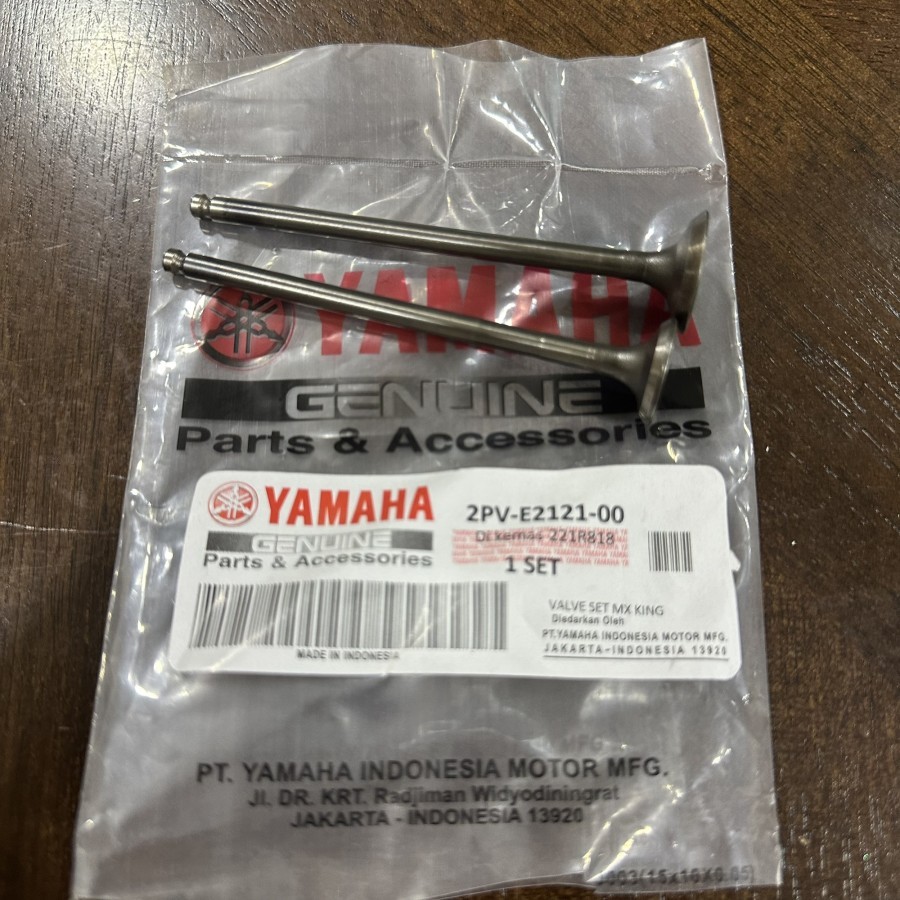 YAMAHA
GENUINE
Parts & Accessories
YAMAHA
GENUINE
Parts & Accessories
2PV-E2121-00
Di kemas 221R818
1 SET
VALVE SET MX KING
Diedarkan Oleh
PT.YAMAHA INDONESIA MOTOR MFG.
JAKARTA-INDONESIA 13920
MADE IN INDONESIA
PT. YAMAHA INDONESIA MOTOR MFG.
Jl. DR. KRT. Radjiman Widyodiningrat
JAKARTA - INDONESIA 13920